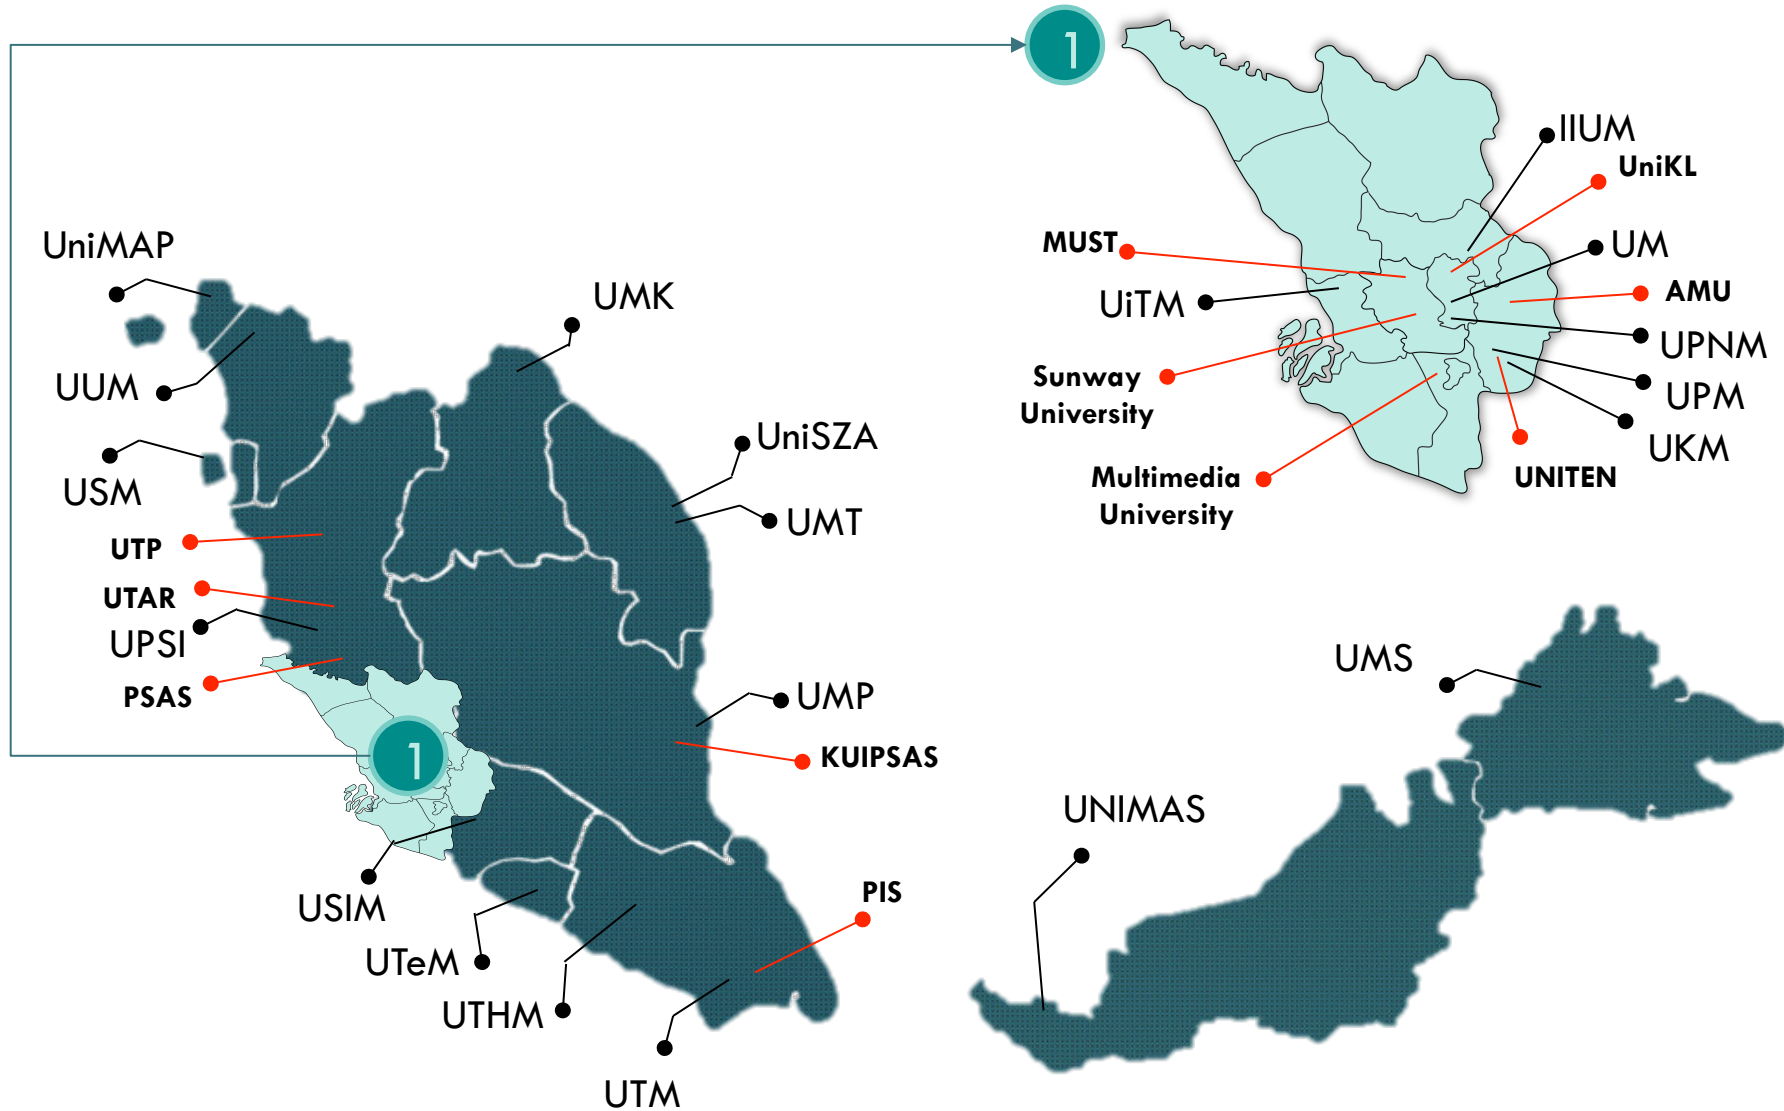 1
IIUM
UniKL
MUST
UM
UiTM
AMU
UPNM
Sunway
University
UPM
UKM
Multimedia
University
UNITEN
UniMAP
UMK
UUM
UniSZA
USM
UMT
UTP
UTAR
UPSI
PSAS
UMP
KUIPSAS
1
USIM
PIS
UTeM
UTHM
UTM
UMS
UNIMAS